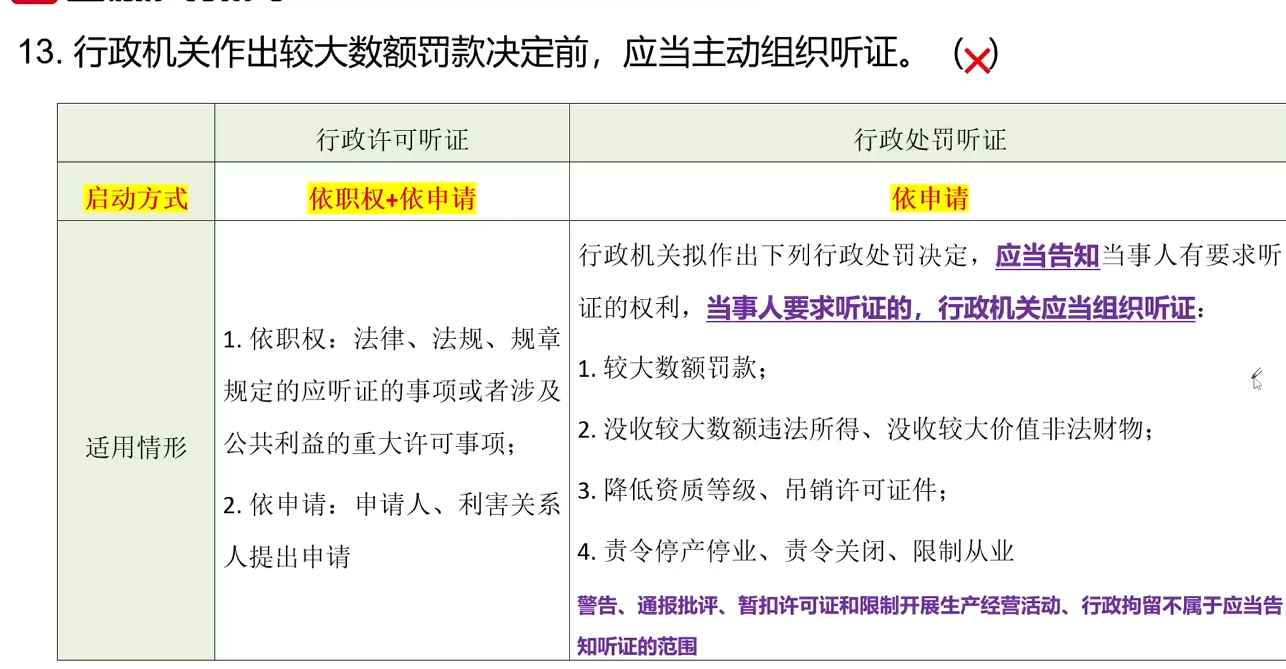 13. 行政机关作出较大数额罚款决定前，应当主动组织听证。（×）
行政许可听证
行政处罚听证
启动方式
依职权+依申请
依申请
适用情形
1. 依职权：法律、法规、规章
规定的应听证的事项或者涉及
公共利益的重大许可事项；
2. 依申请：申请人、利害关系
人提出申请
行政机关拟作出下列行政处罚决定，应当告知当事人有要求听
证的权利，当事人要求听证的，行政机关应当组织听证：
1. 较大数额罚款；
2. 没收较大数额违法所得、没收较大价值非法财物；
3. 降低资质等级、吊销许可证件；
4. 责令停产停业、责令关闭、限制从业
警告、通报批评、暂扣许可证和限制开展生产经营活动、行政拘留不属于应当告
知听证的范围